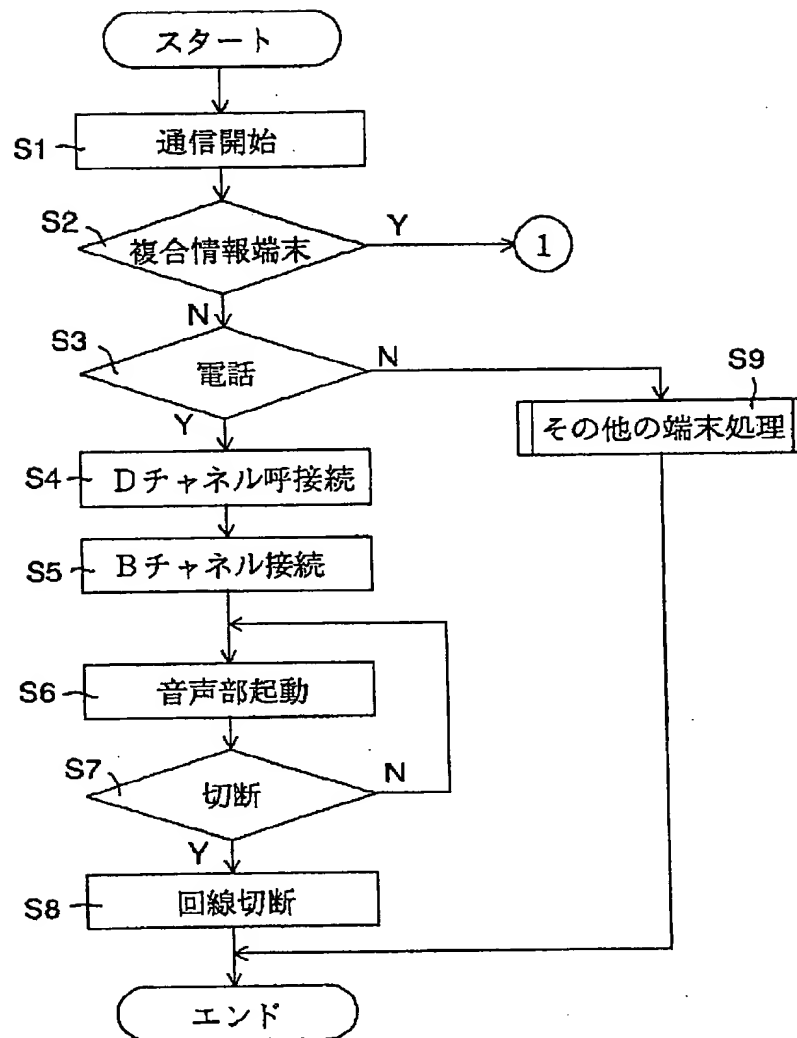 スタート
S1
通信開始
S2
複合情報端末
Y
1
N
S3
電話
N
S9
Y
その他の端末処理
S4
Dチャネル呼接続
S5
Bチャネル接続
S6
音声部起動
S7
切断
N
Y
S8
回線切断
エンド